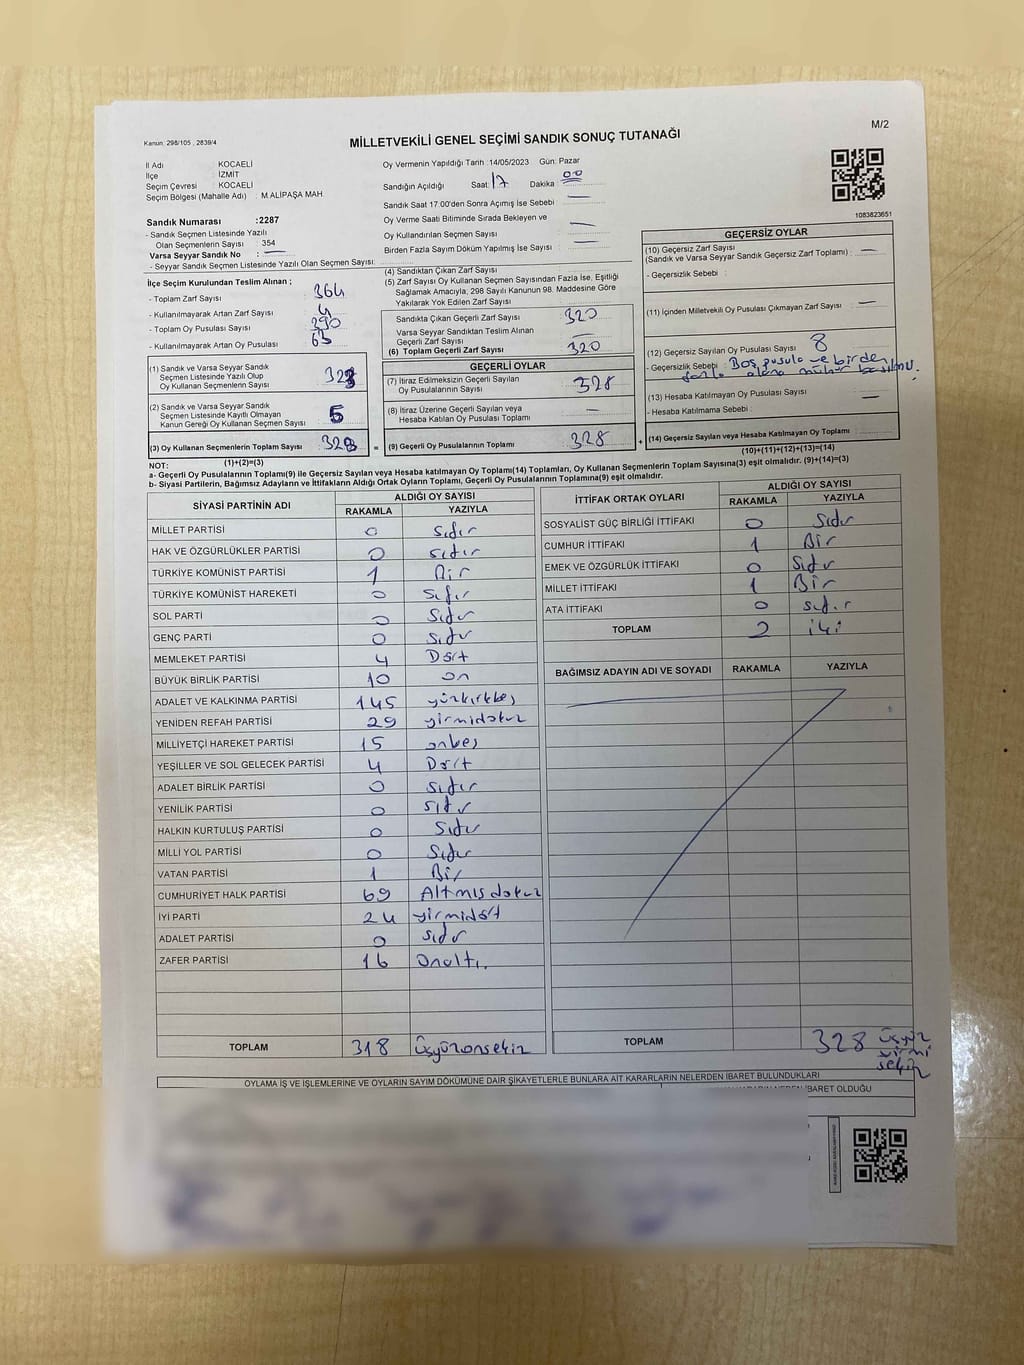 M/2
Kanun: 298/105 , 2839/4
MİLLETVEKİLİ GENEL SEÇİMİ SANDIK SONUÇ TUTANAĞI
İl Adı KOCAELİ
İlçe İZMİT
Seçim Çevresi KOCAELİ
Seçim Bölgesi (Mahalle Adı) : M ALİPAŞA MAH.
Sandık Numarası :2287
- Sandık Seçmen Listesinde Yazılı
Olan Seçmenlerin Sayısı : 354
Varsa Seyyar Sandık No : —
- Seyyar Sandık Seçmen Listesinde Yazılı Olan Seçmen Sayısı:
İlçe Seçim Kurulundan Teslim Alınan ;
- Toplam Zarf Sayısı : 364
- Kullanılmayarak Artan Zarf Sayısı : 4
- Toplam Oy Pusulası Sayısı : 390
- Kullanılmayarak Artan Oy Pusulası : 63
(1) Sandık ve Varsa Seyyar Sandık
Seçmen Listesinde Yazılı Olup
Oy Kullanan Seçmenlerin Sayısı 323
(2) Sandık ve Varsa Seyyar Sandık
Seçmen Listesinde Kayıtlı Olmayan
Kanun Gereği Oy Kullanan Seçmen Sayısı 5
(3) Oy Kullanan Seçmenlerin Toplam Sayısı 328 =
Oy Vermenin Yapıldığı Tarih :14/05/2023 Gün: Pazar
Sandığın Açıldığı Saat: 17 Dakika : 00
Sandık Saat 17.00'den Sonra Açımış İse Sebebi : —
Oy Verme Saati Bitiminde Sırada Bekleyen ve
Oy Kullandırılan Seçmen Sayısı : —
Birden Fazla Sayım Döküm Yapılmış İse Sayısı : —
(4) Sandıktan Çıkan Zarf Sayısı :
(5) Zarf Sayısı Oy Kullanan Seçmen Sayısından Fazla İse, Eşitliği
Sağlamak Amacıyla, 298 Sayılı Kanunun 98. Maddesine Göre
Yakılarak Yok Edilen Zarf Sayısı :
Sandıkta Çıkan Geçerli Zarf Sayısı : 320
Varsa Seyyar Sandıktan Teslim Alınan
Geçerli Zarf Sayısı : —
(6) Toplam Geçerli Zarf Sayısı : 320
GEÇERLİ OYLAR
(7) İtiraz Edilmeksizin Geçerli Sayılan
Oy Pusulalarının Sayısı : 328
(8) İtiraz Üzerine Geçerli Sayılan veya
Hesaba Katılan Oy Pusulası Toplamı : —
(9) Geçerli Oy Pusulalarının Toplamı : 328 +
1083823651
GEÇERSİZ OYLAR
(10) Geçersiz Zarf Sayısı
(Sandık ve Varsa Seyyar Sandık Geçersiz Zarf Toplamı) : —
- Geçersizlik Sebebi :
(11) İçinden Milletvekili Oy Pusulası Çıkmayan Zarf Sayısı : —
(12) Geçersiz Sayılan Oy Pusulası Sayısı : 8
- Geçersizlik Sebebi : Boş pusula ve birden
fazla alana mühür basılmış.
(13) Hesaba Katılmayan Oy Pusulası Sayısı : —
- Hesaba Katılmama Sebebi :
(14) Geçersiz Sayılan veya Hesaba Katılmayan Oy Toplamı :
(10)+(11)+(12)+(13)=(14)
NOT: (1)+(2)=(3)
a- Geçerli Oy Pusulalarının Toplamı(9) ile Geçersiz Sayılan veya Hesaba katılmayan Oy Toplamı(14) Toplamları, Oy Kullanan Seçmenlerin Toplam Sayısına(3) eşit olmalıdır. (9)+(14)=(3)
b- Siyasi Partilerin, Bağımsız Adayların ve İttifakların Aldığı Ortak Oyların Toplamı, Geçerli Oy Pusulalarının Toplamına(9) eşit olmalıdır.
SİYASİ PARTİNİN ADI ALDIĞI OY SAYISI
RAKAMLA YAZIYLA
MİLLET PARTİSİ 0 Sıfır
HAK VE ÖZGÜRLÜKLER PARTİSİ 0 sıfır
TÜRKİYE KOMÜNİST PARTİSİ 1 Bir
TÜRKİYE KOMÜNİST HAREKETİ 0 sıfır
SOL PARTİ 0 Sıfır
GENÇ PARTİ 0 Sıfır
MEMLEKET PARTİSİ 4 Dört
BÜYÜK BİRLİK PARTİSİ 10 on
ADALET VE KALKINMA PARTİSİ 145 yüzkırkbeş
YENİDEN REFAH PARTİSİ 29 yirmidokuz
MİLLİYETÇİ HAREKET PARTİSİ 15 onbeş
YEŞİLLER VE SOL GELECEK PARTİSİ 4 Dört
ADALET BİRLİK PARTİSİ 0 Sıfır
YENİLİK PARTİSİ 0 sıfır
HALKIN KURTULUŞ PARTİSİ 0 Sıfır
MİLLİ YOL PARTİSİ 0 Sıfır
VATAN PARTİSİ 1 Bir
CUMHURİYET HALK PARTİSİ 69 Altmışdokuz
İYİ PARTİ 24 yirmidört
ADALET PARTİSİ 0 sıfır
ZAFER PARTİSİ 16 Onaltı.
TOPLAM 318 üçyüzonsekiz
İTTİFAK ORTAK OYLARI ALDIĞI OY SAYISI
RAKAMLA YAZIYLA
SOSYALİST GÜÇ BİRLİĞİ İTTİFAKI 0 Sıfır
CUMHUR İTTİFAKI 1 Bir
EMEK VE ÖZGÜRLÜK İTTİFAKI 0 Sıfır
MİLLET İTTİFAKI 1 Bir
ATA İTTİFAKI 0 sıfır
TOPLAM 2 iki
BAĞIMSIZ ADAYIN ADI VE SOYADI RAKAMLA YAZIYLA
TOPLAM 328 üçyüz
yirmi
sekiz
OYLAMA İŞ VE İŞLEMLERİNE VE OYLARIN SAYIM DÖKÜMÜNE DAİR ŞİKAYETLERLE BUNLARA AİT KARARLARIN NELERDEN İBARET BULUNDUKLARI
İBARET OLDUĞU